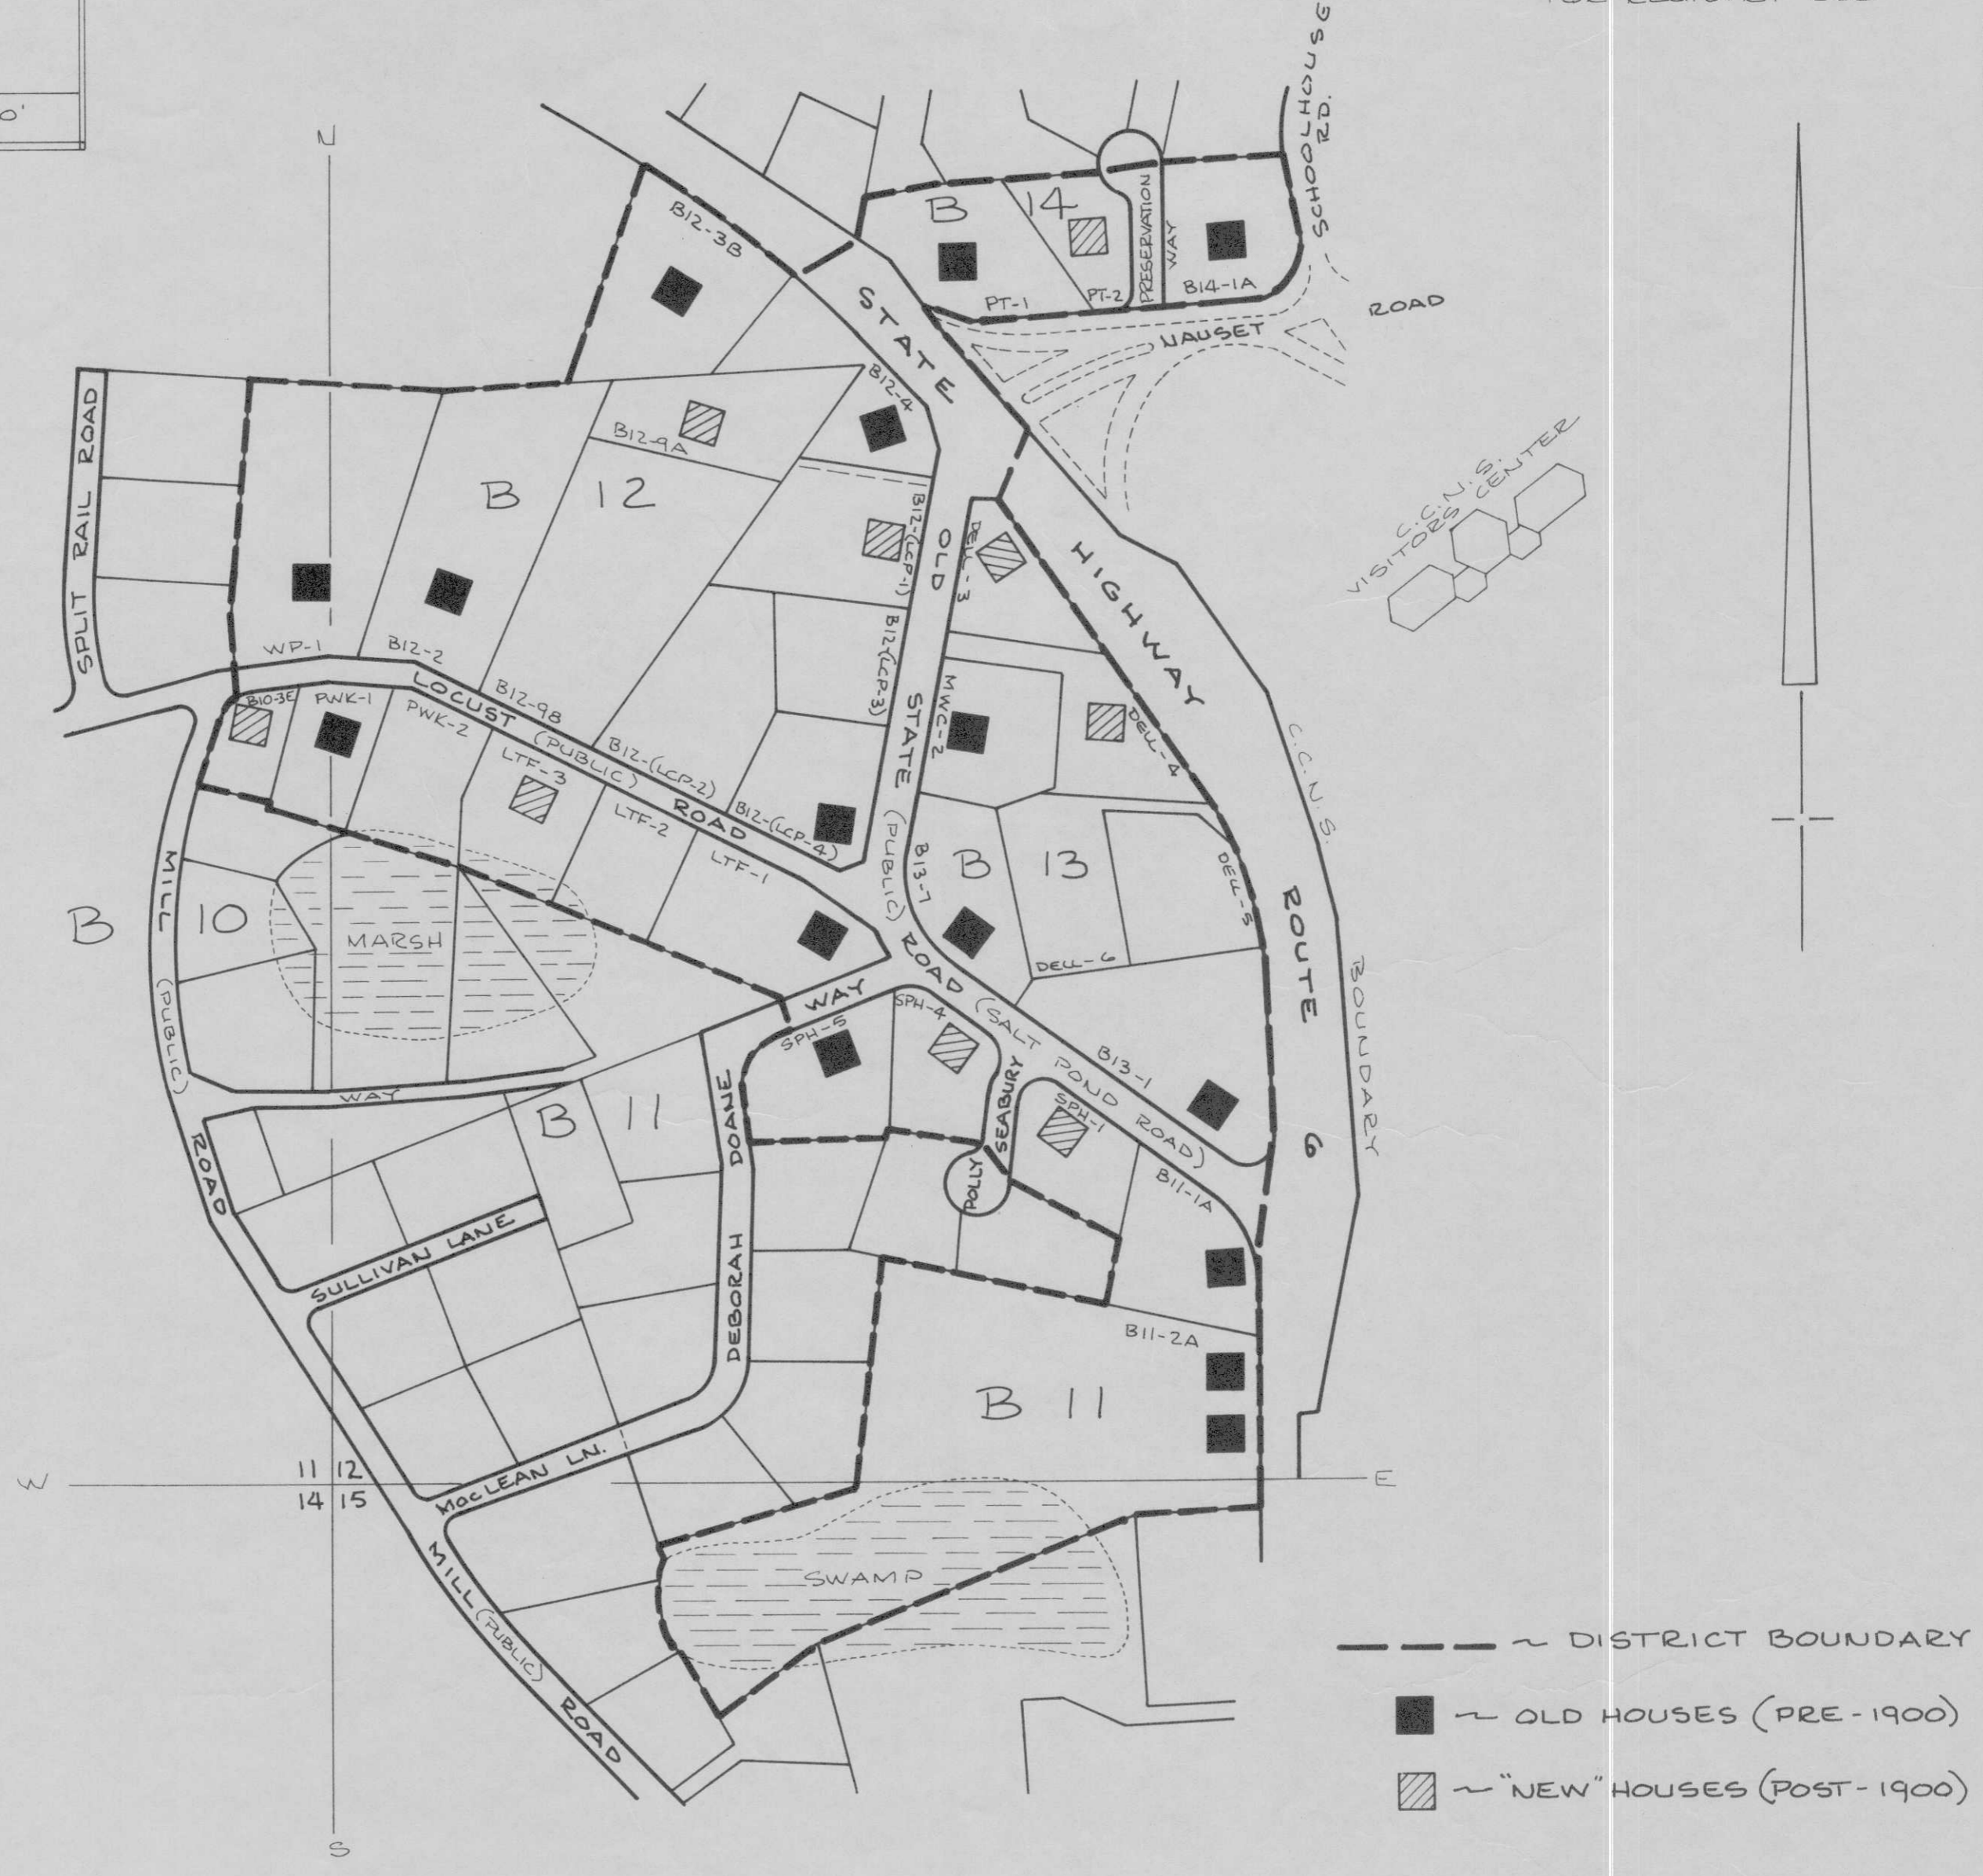 0'
N
SCHOOLHOUSE
RD.
B12-3B
B 14
PRESERVATION
WAY
PT-1
PT-2
B14-1A
ROAD
NAUSET
STATE
B12-4
SPLIT RAIL ROAD
B12-9A
B 12
C.C.N.S.
VISITORS CENTER
B12-(LCP-1)
OLD
DELL-3
HIGHWAY
WP-1
B12-2
B12-(LCP-3)
B10-3E
PWK-1
LOCUST
PWK-2
B12-9B
STATE
MWC-2
DELL-4
(PUBLIC)
LTF-3
B12-(LCP-2)
C.C.N.S.
ROAD
B12-(LCP-4)
LTF-2
LTF-1
(PUBLIC)
B13-7
B 13
DELL-5
MILL
B 10
MARSH
ROUTE
ROAD
DELL-6
WAY
SPH-4
(SALT POND ROAD)
BOUNDARY
(PUBLIC)
SPH-5
B13-1
SEABURY
SPH-1
WAY
B 11
DOANE
6
ROAD
POLLY
B11-1A
SULLIVAN LANE
DEBORAH
B11-2A
B 11
MacLEAN LN.
W
11 12
14 15
E
MILL
SWAMP
(PUBLIC)
ROAD
~ DISTRICT BOUNDARY
~ OLD HOUSES (PRE-1900)
~ "NEW" HOUSES (POST-1900)
S